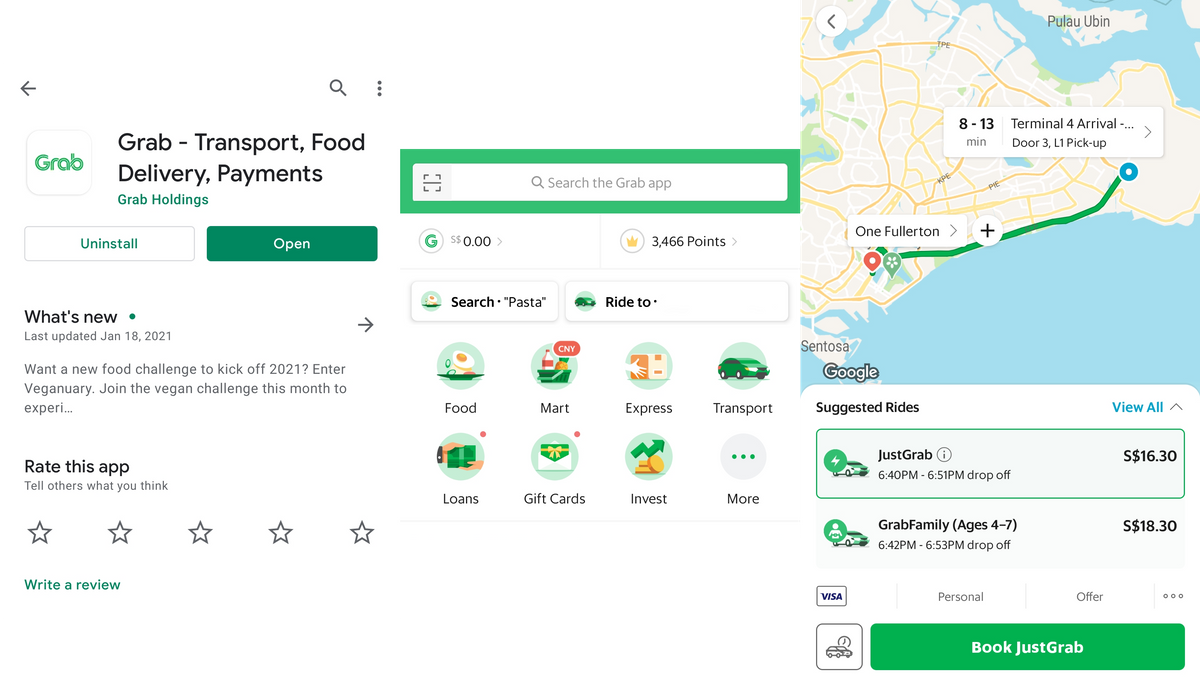 Grab
Grab - Transport, Food
Delivery, Payments
Grab Holdings
Uninstall
Open
What's new
Last updated Jan 18, 2021
Want a new food challenge to kick off 2021? Enter
Veganuary. Join the vegan challenge this month to
experi...
Rate this app
Tell others what you think
Write a review
Search the Grab app
G S$ 0.00
3,466 Points
Search · "Pasta"
Ride to ·
CNY
Food
Mart
Express
Transport
Loans
Gift Cards
Invest
More
Pulau Ubin
TPE
8 - 13
min
Terminal 4 Arrival -...
Door 3, L1 Pick-up
KPE
PIE
One Fullerton
+
Sentosa
Google
Suggested Rides
View All
JustGrab
S$16.30
6:40PM - 6:51PM drop off
GrabFamily (Ages 4–7)
S$18.30
6:42PM - 6:53PM drop off
VISA
Personal
Offer
Book JustGrab